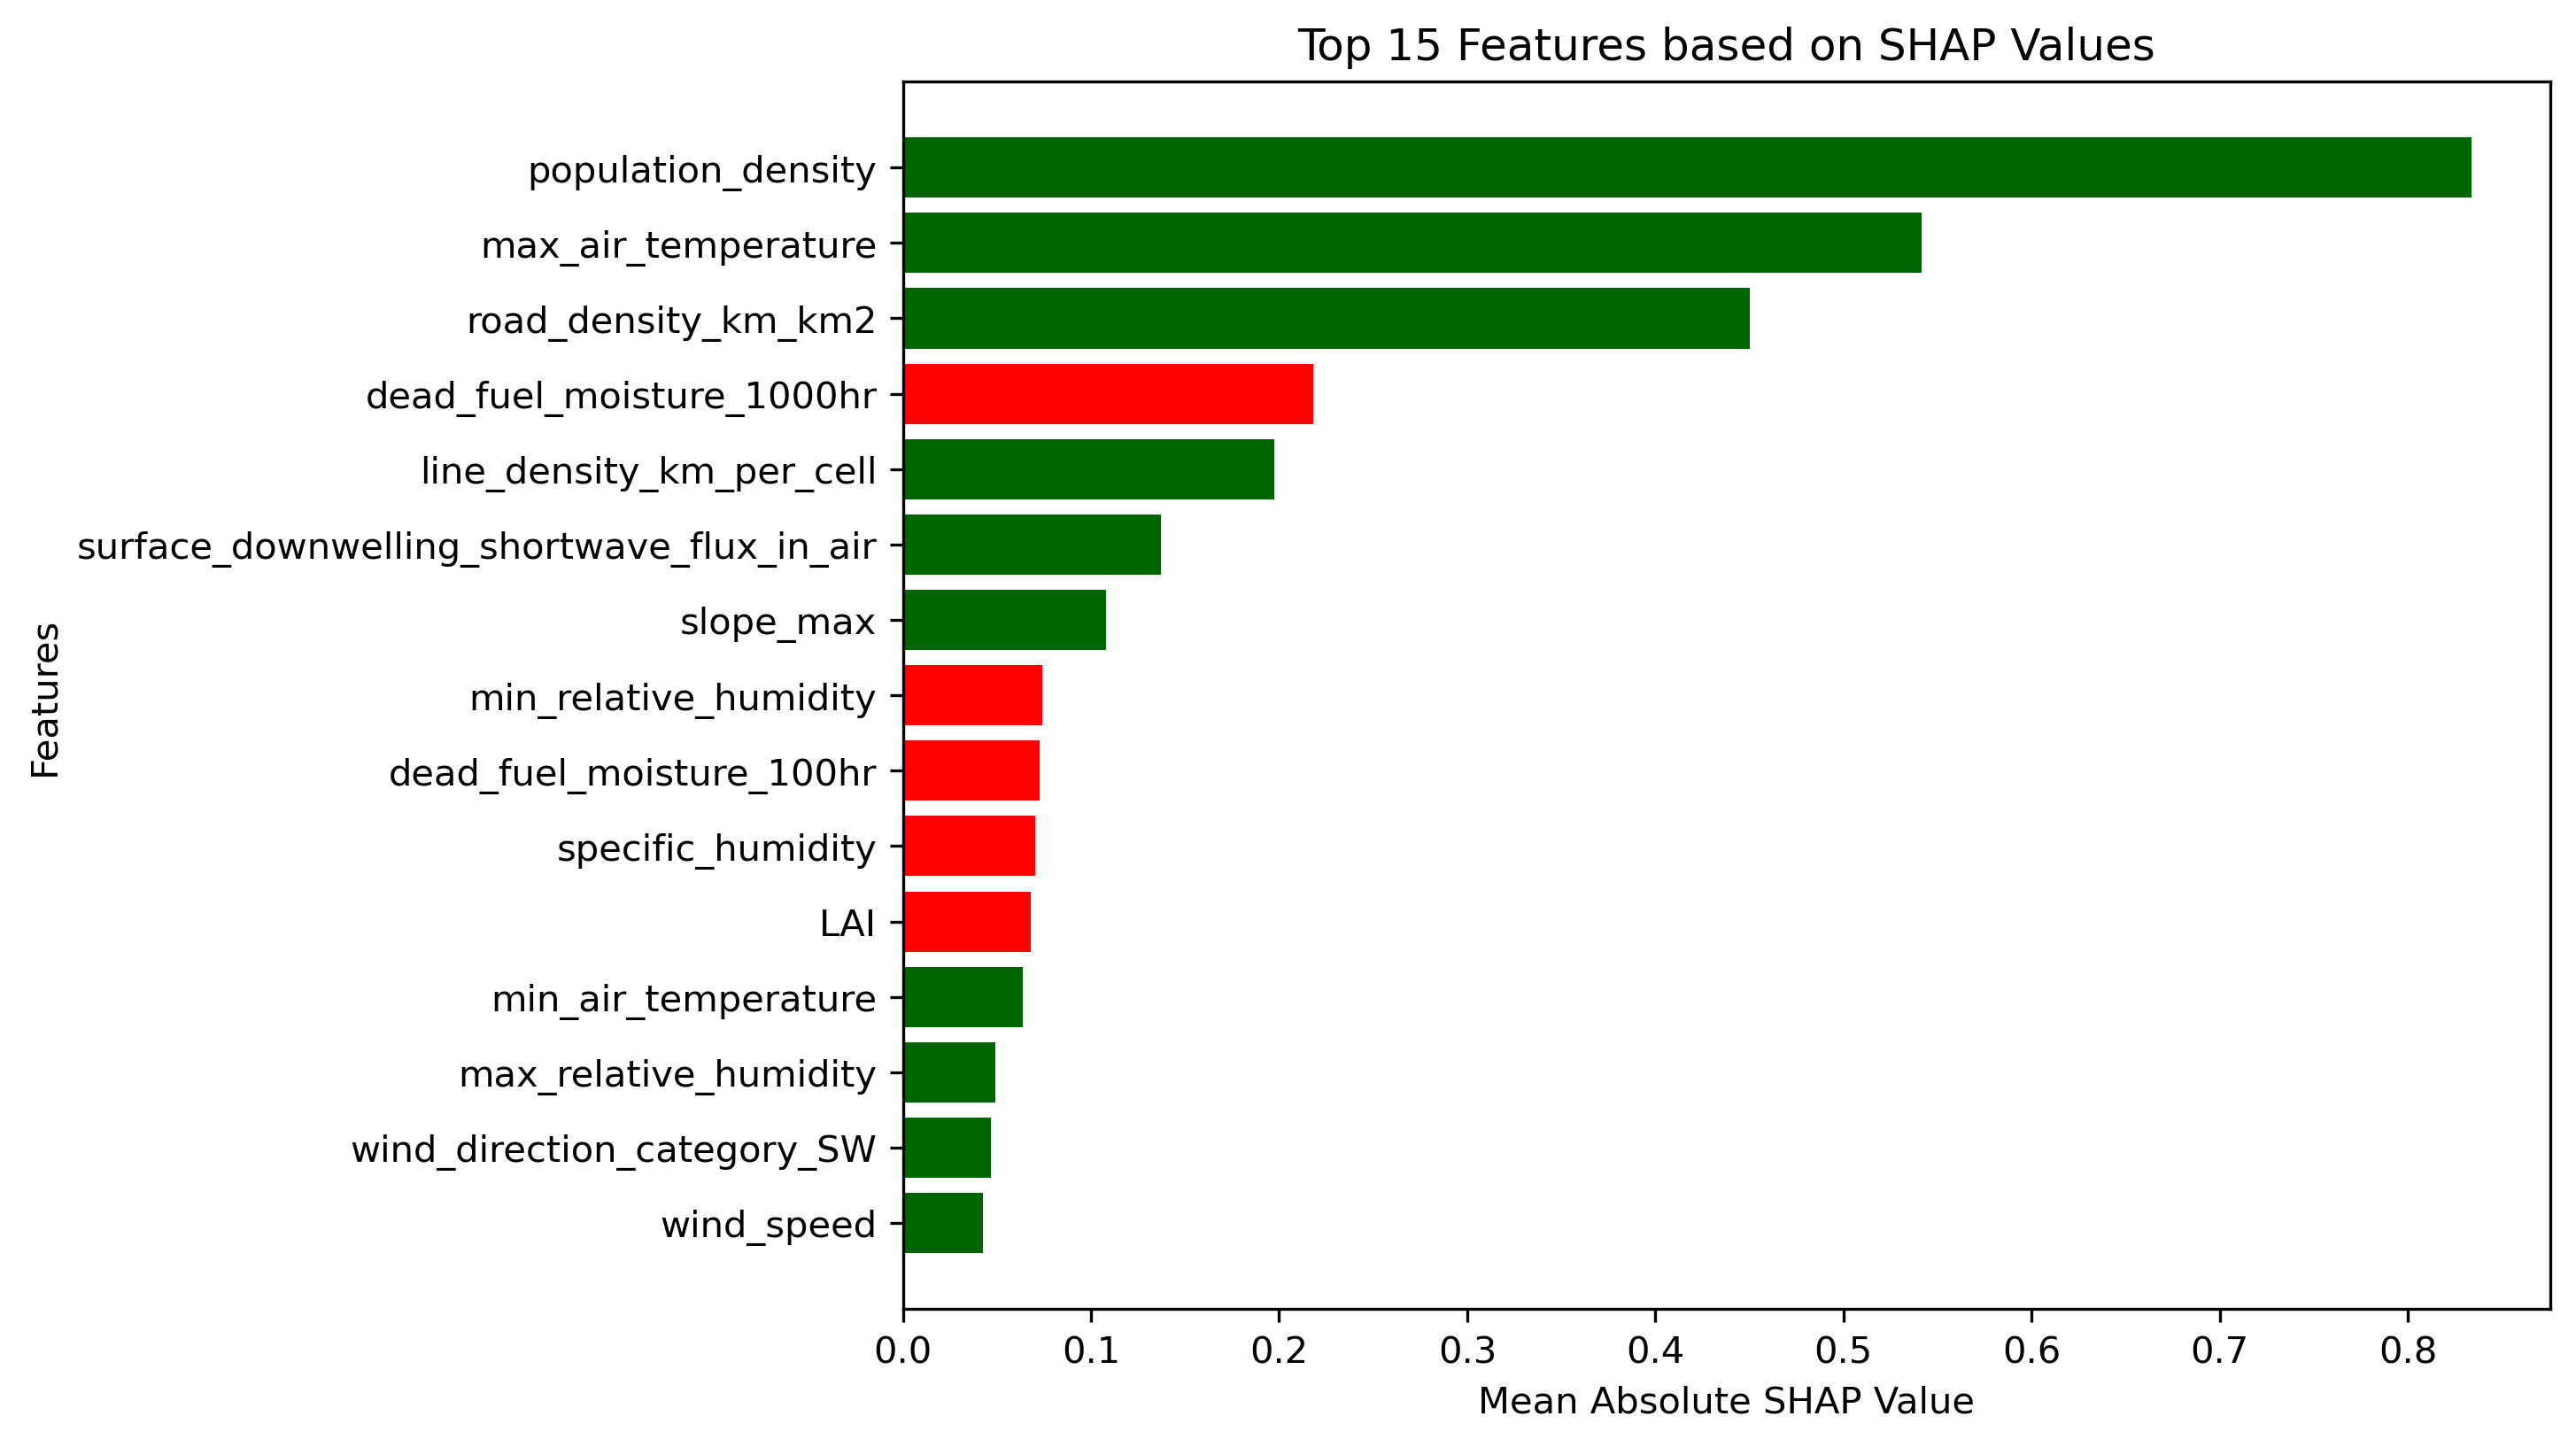 Top 15 Features based on SHAP Values
Features
population_density
max_air_temperature
road_density_km_km2
dead_fuel_moisture_1000hr
line_density_km_per_cell
surface_downwelling_shortwave_flux_in_air
slope_max
min_relative_humidity
dead_fuel_moisture_100hr
specific_humidity
LAI
min_air_temperature
max_relative_humidity
wind_direction_category_SW
wind_speed
0.0 0.1 0.2 0.3 0.4 0.5 0.6 0.7 0.8
Mean Absolute SHAP Value